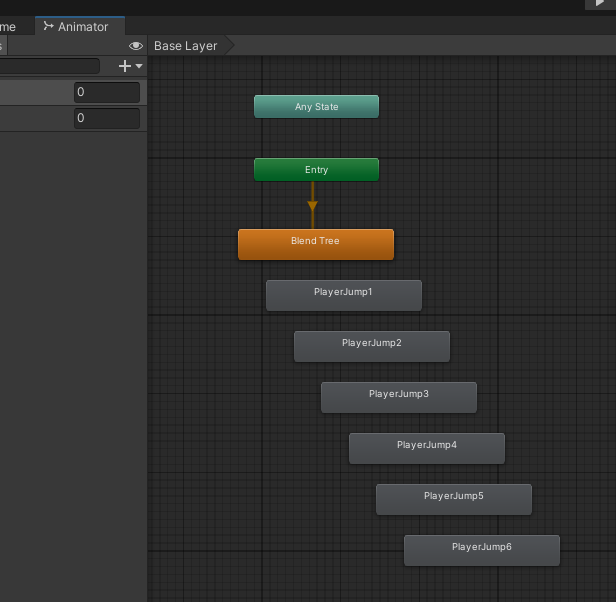 me
Animator
s
Base Layer
0
0
Any State
Entry
Blend Tree
PlayerJump1
PlayerJump2
PlayerJump3
PlayerJump4
PlayerJump5
PlayerJump6